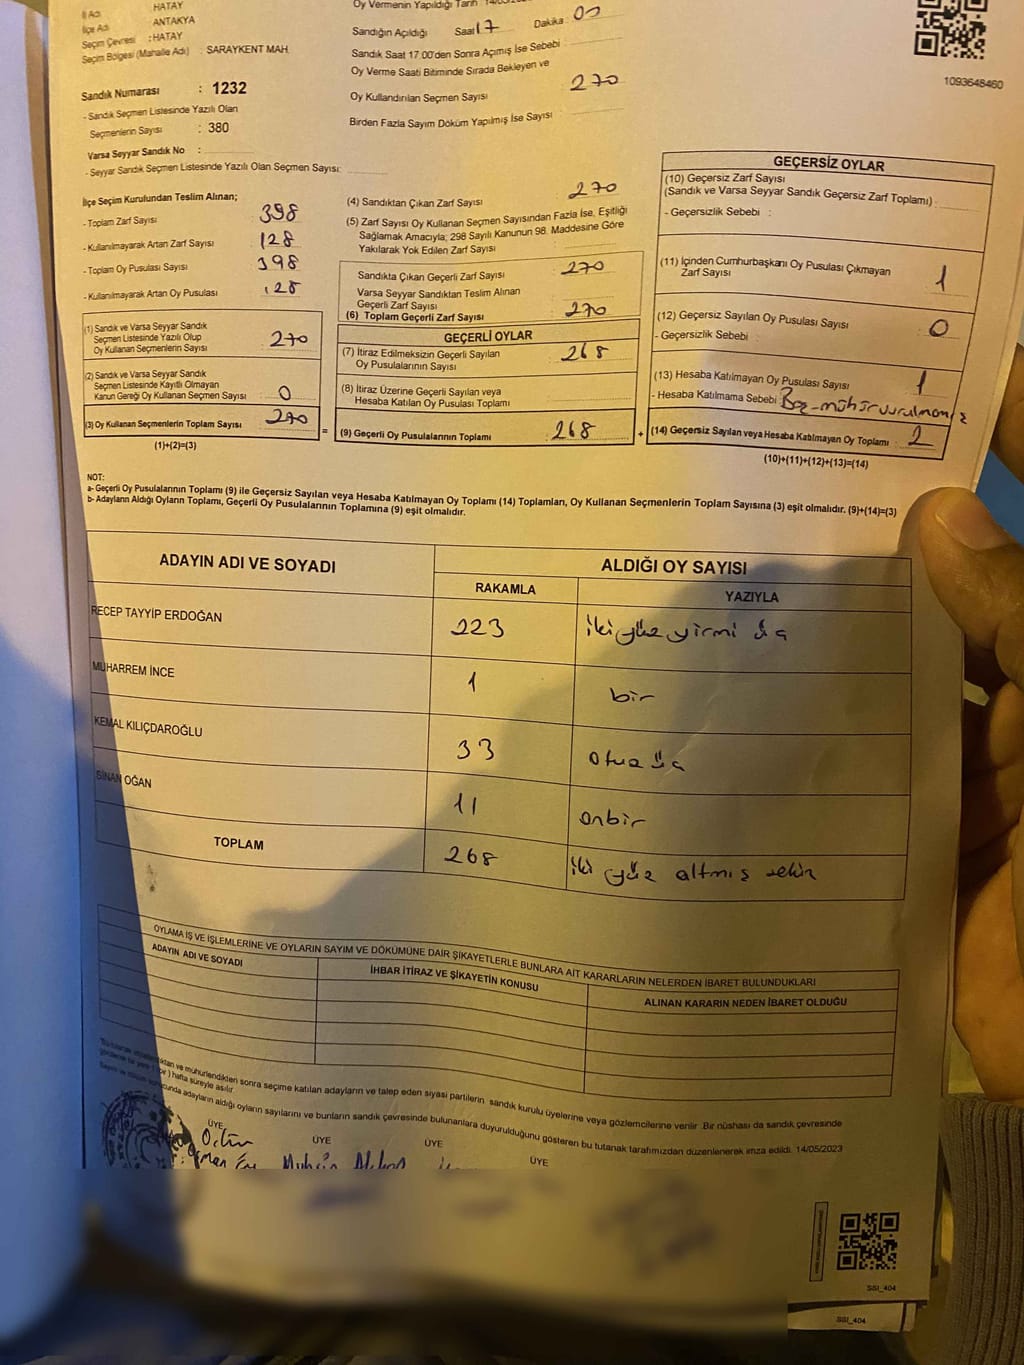 İl Adı HATAY
İlçe Adı ANTAKYA
Seçim Çevresi : HATAY
Seçim Bölgesi (Mahalle Adı) : SARAYKENT MAH.
Oy Vermenin Yapıldığı Tarih
Sandığın Açıldığı Saat 17 Dakika : 00
Sandık Saat 17:00'den Sonra Açımış İse Sebebi :
Oy Verme Saati Bitiminde Sırada Bekleyen ve
Oy Kullandırılan Seçmen Sayısı 270
Birden Fazla Sayım Döküm Yapılmış İse Sayısı :
1093648460
Sandık Numarası : 1232
- Sandık Seçmen Listesinde Yazılı Olan
Seçmenlerin Sayısı : 380
Varsa Seyyar Sandık No :
- Seyyar Sandık Seçmen Listesinde Yazılı Olan Seçmen Sayısı:
İlçe Seçim Kurulundan Teslim Alınan;
- Toplam Zarf Sayısı 398
- Kullanılmayarak Artan Zarf Sayısı 128
- Toplam Oy Pusulası Sayısı 398
- Kullanılmayarak Artan Oy Pusulası 128
(1) Sandık ve Varsa Seyyar Sandık
Seçmen Listesinde Yazılı Olup
Oy Kullanan Seçmenlerin Sayısı 270
(2) Sandık ve Varsa Seyyar Sandık
Seçmen Listesinde Kayıtlı Olmayan
Kanun Gereği Oy Kullanan Seçmen Sayısı 0
(3) Oy Kullanan Seçmenlerin Toplam Sayısı 270
(1)+(2)=(3)
=
(4) Sandıktan Çıkan Zarf Sayısı 270
(5) Zarf Sayısı Oy Kullanan Seçmen Sayısından Fazla İse, Eşitliği
Sağlamak Amacıyla; 298 Sayılı Kanunun 98. Maddesine Göre
Yakılarak Yok Edilen Zarf Sayısı
Sandıkta Çıkan Geçerli Zarf Sayısı 270
Varsa Seyyar Sandıktan Teslim Alınan
Geçerli Zarf Sayısı
(6) Toplam Geçerli Zarf Sayısı 270
GEÇERLİ OYLAR
(7) İtiraz Edilmeksizin Geçerli Sayılan
Oy Pusulalarının Sayısı 268
(8) İtiraz Üzerine Geçerli Sayılan veya
Hesaba Katılan Oy Pusulası Toplamı
(9) Geçerli Oy Pusulalarının Toplamı 268
+
GEÇERSİZ OYLAR
(10) Geçersiz Zarf Sayısı
(Sandık ve Varsa Seyyar Sandık Geçersiz Zarf Toplamı) :
- Geçersizlik Sebebi :
(11) İçinden Cumhurbaşkanı Oy Pusulası Çıkmayan
Zarf Sayısı 1
(12) Geçersiz Sayılan Oy Pusulası Sayısı 0
- Geçersizlik Sebebi :
(13) Hesaba Katılmayan Oy Pusulası Sayısı 1
- Hesaba Katılmama Sebebi : Boş-mühür vurulmamış
(14) Geçersiz Sayılan veya Hesaba Katılmayan Oy Toplamı 2
(10)+(11)+(12)+(13)=(14)
NOT:
a- Geçerli Oy Pusulalarının Toplamı (9) ile Geçersiz Sayılan veya Hesaba Katılmayan Oy Toplamı (14) Toplamları, Oy Kullanan Seçmenlerin Toplam Sayısına (3) eşit olmalıdır. (9)+(14)=(3)
b- Adayların Aldığı Oyların Toplamı, Geçerli Oy Pusulalarının Toplamına (9) eşit olmalıdır.
ADAYIN ADI VE SOYADI
ALDIĞI OY SAYISI
RAKAMLA YAZIYLA
RECEP TAYYİP ERDOĞAN 223 iki yüz yirmi üç
MUHARREM İNCE 1 bir
KEMAL KILIÇDAROĞLU 33 otuz üç
SİNAN OĞAN 11 onbir
TOPLAM 268 iki yüz altmış sekiz
OYLAMA İŞ VE İŞLEMLERİNE VE OYLARIN SAYIM VE DÖKÜMÜNE DAİR ŞİKAYETLERLE BUNLARA AİT KARARLARIN NELERDEN İBARET BULUNDUKLARI
ADAYIN ADI VE SOYADI İHBAR İTİRAZ VE ŞİKAYETİN KONUSU ALINAN KARARIN NEDEN İBARET OLDUĞU
ve mühürlendikten sonra seçime katılan adayların ve talep eden siyasi partilerin sandık kurulu üyelerine veya gözlemcilerine verilir. Bir nüshası da sandık çevresinde
hafta süreyle asılır.
adayların aldığı oyların sayılarını ve bunların sandık çevresinde bulunanlara duyurulduğunu gösteren bu tutanak tarafımızdan düzenlenerek imza edildi. 14/05/2023
ÜYE ÜYE ÜYE ÜYE
Muhsin
SSI_404
SSI_404